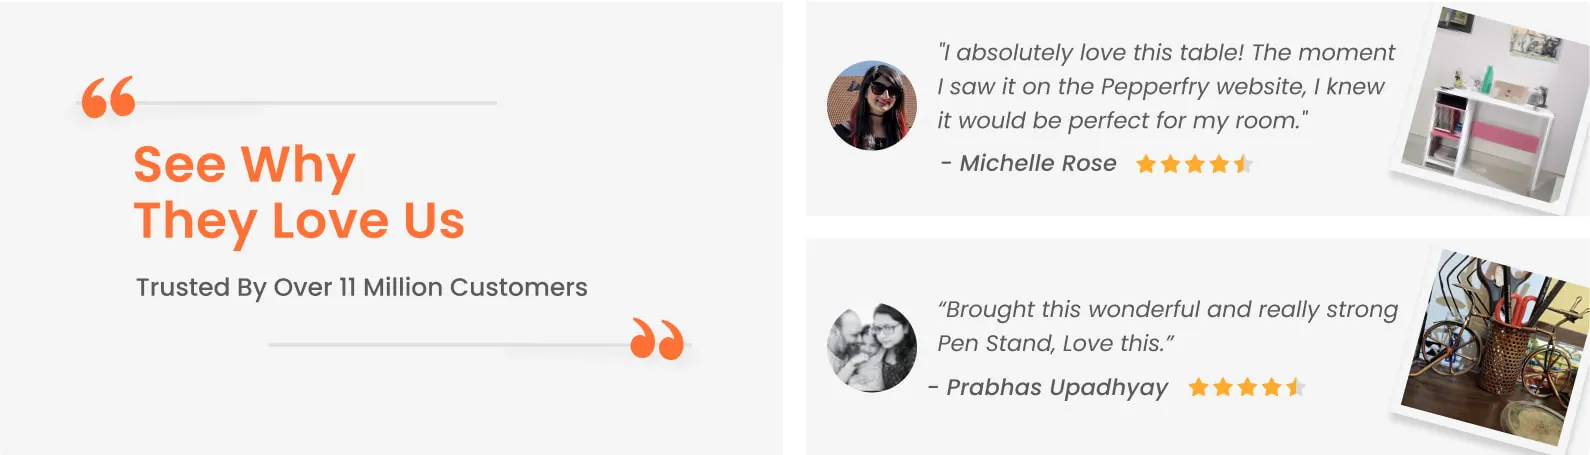 See Why
They Love Us
Trusted By Over 11 Million Customers
"I absolutely love this table! The moment
I saw it on the Pepperfry website, I knew
it would be perfect for my room."
- Michelle Rose
“Brought this wonderful and really strong
Pen Stand, Love this.”
- Prabhas Upadhyay